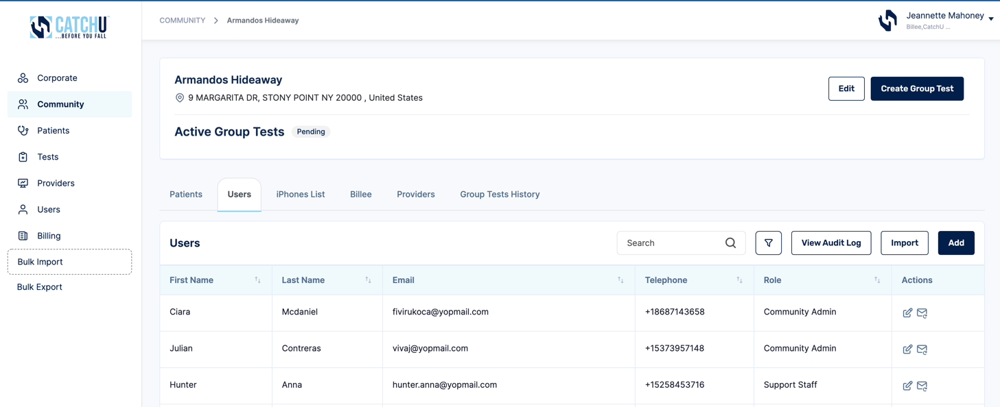 CATCHU™
...BEFORE YOU FALL
COMMUNITY > Armandos Hideaway
Jeannette Mahoney
Billee,CatchU ...
Corporate
Community
Patients
Tests
Providers
Users
Billing
Bulk Import
Bulk Export
Armandos Hideaway
9 MARGARITA DR, STONY POINT NY 20000 , United States
Edit
Create Group Test
Active Group Tests Pending
Patients Users iPhones List Billee Providers Group Tests History
Users
Search
View Audit Log
Import
Add
First Name Last Name Email Telephone Role Actions
Ciara Mcdaniel fivirukoca@yopmail.com +18687143658 Community Admin
Julian Contreras vivaj@yopmail.com +15373957148 Community Admin
Hunter Anna hunter.anna@yopmail.com +15258453716 Support Staff